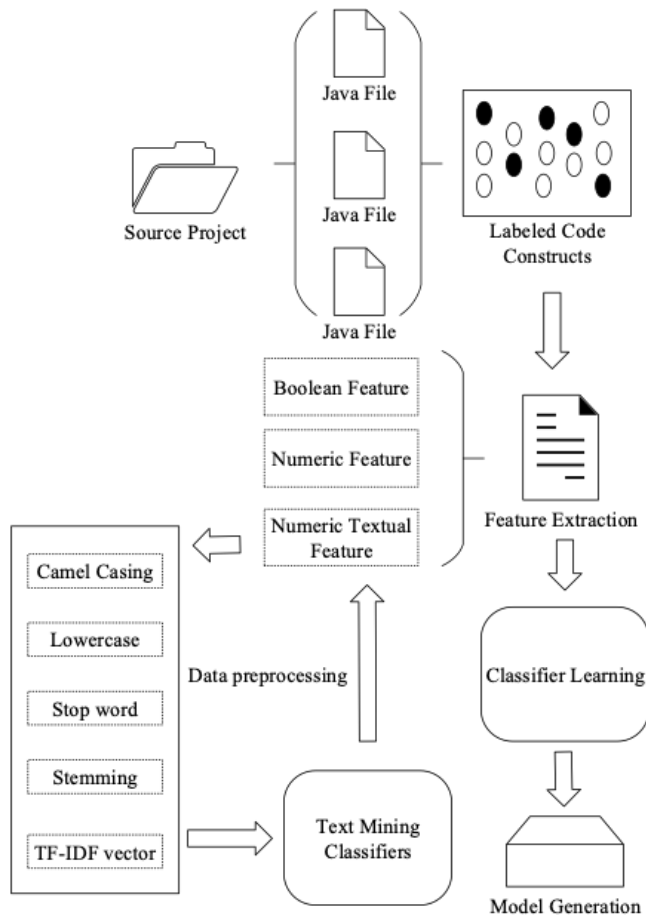 Java File
Java File
Java File
Source Project
Labeled Code
Constructs
Boolean Feature
Numeric Feature
Numeric Textual
Feature
Feature Extraction
Camel Casing
Lowercase
Stop word
Stemming
TF-IDF vector
Data preprocessing
Text Mining
Classifiers
Classifier Learning
Model Generation